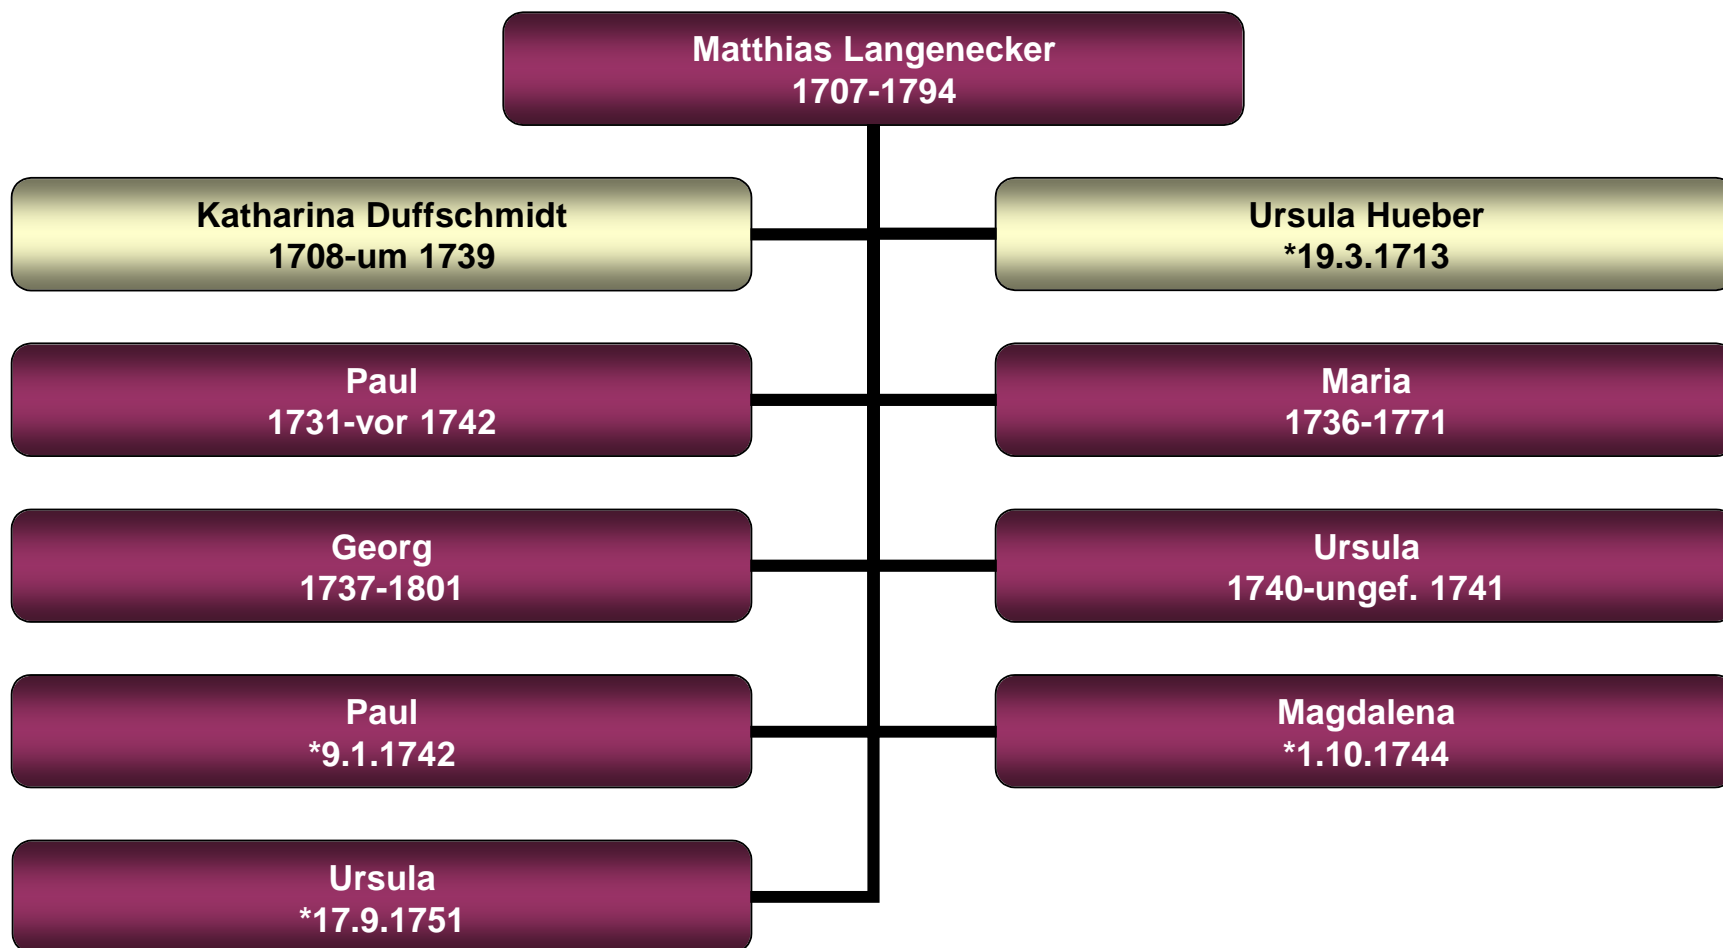 Matthias Langenecker
1707-1794
Katharina Duffschmidt
1708-um 1739
Ursula Hueber
*19.3.1713
Paul
1731-vor 1742
Maria
1736-1771
Georg
1737-1801
Ursula
1740-ungef. 1741
Paul
*9.1.1742
Magdalena
*1.10.1744
Ursula
*17.9.1751